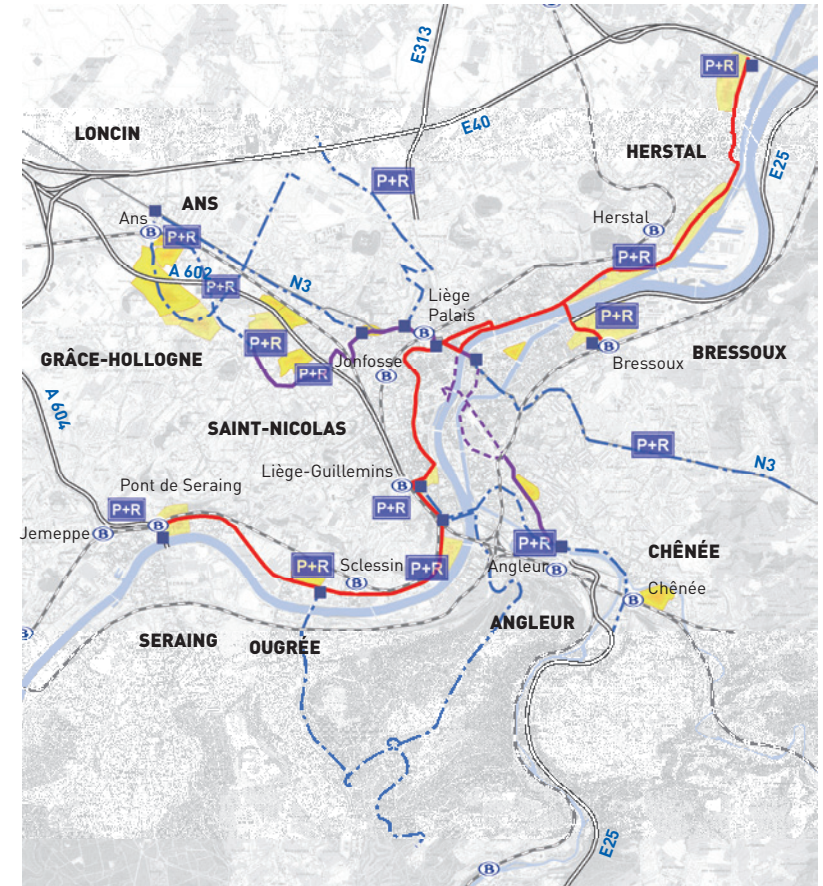 E313
P+R
LONCIN
E40
HERSTAL
E25
P+R
ANS
Ans
B
P+R
Herstal
B
A 602
P+R
N3
P+R
Liège
Palais
B
P+R
P+R
GRÂCE-HOLLOGNE
P+R
Jonfosse
B
B
Bressoux
BRESSOUX
A 604
SAINT-NICOLAS
P+R
N3
Liège-Guillemins
B
Pont de Seraing
P+R
B
P+R
Jemeppe
B
P+R
Sclessin
B
P+R
P+R
Angleur
B
CHÊNÉE
Chênée
B
B
SERAING
OUGRÉE
ANGLEUR
E25
B
B